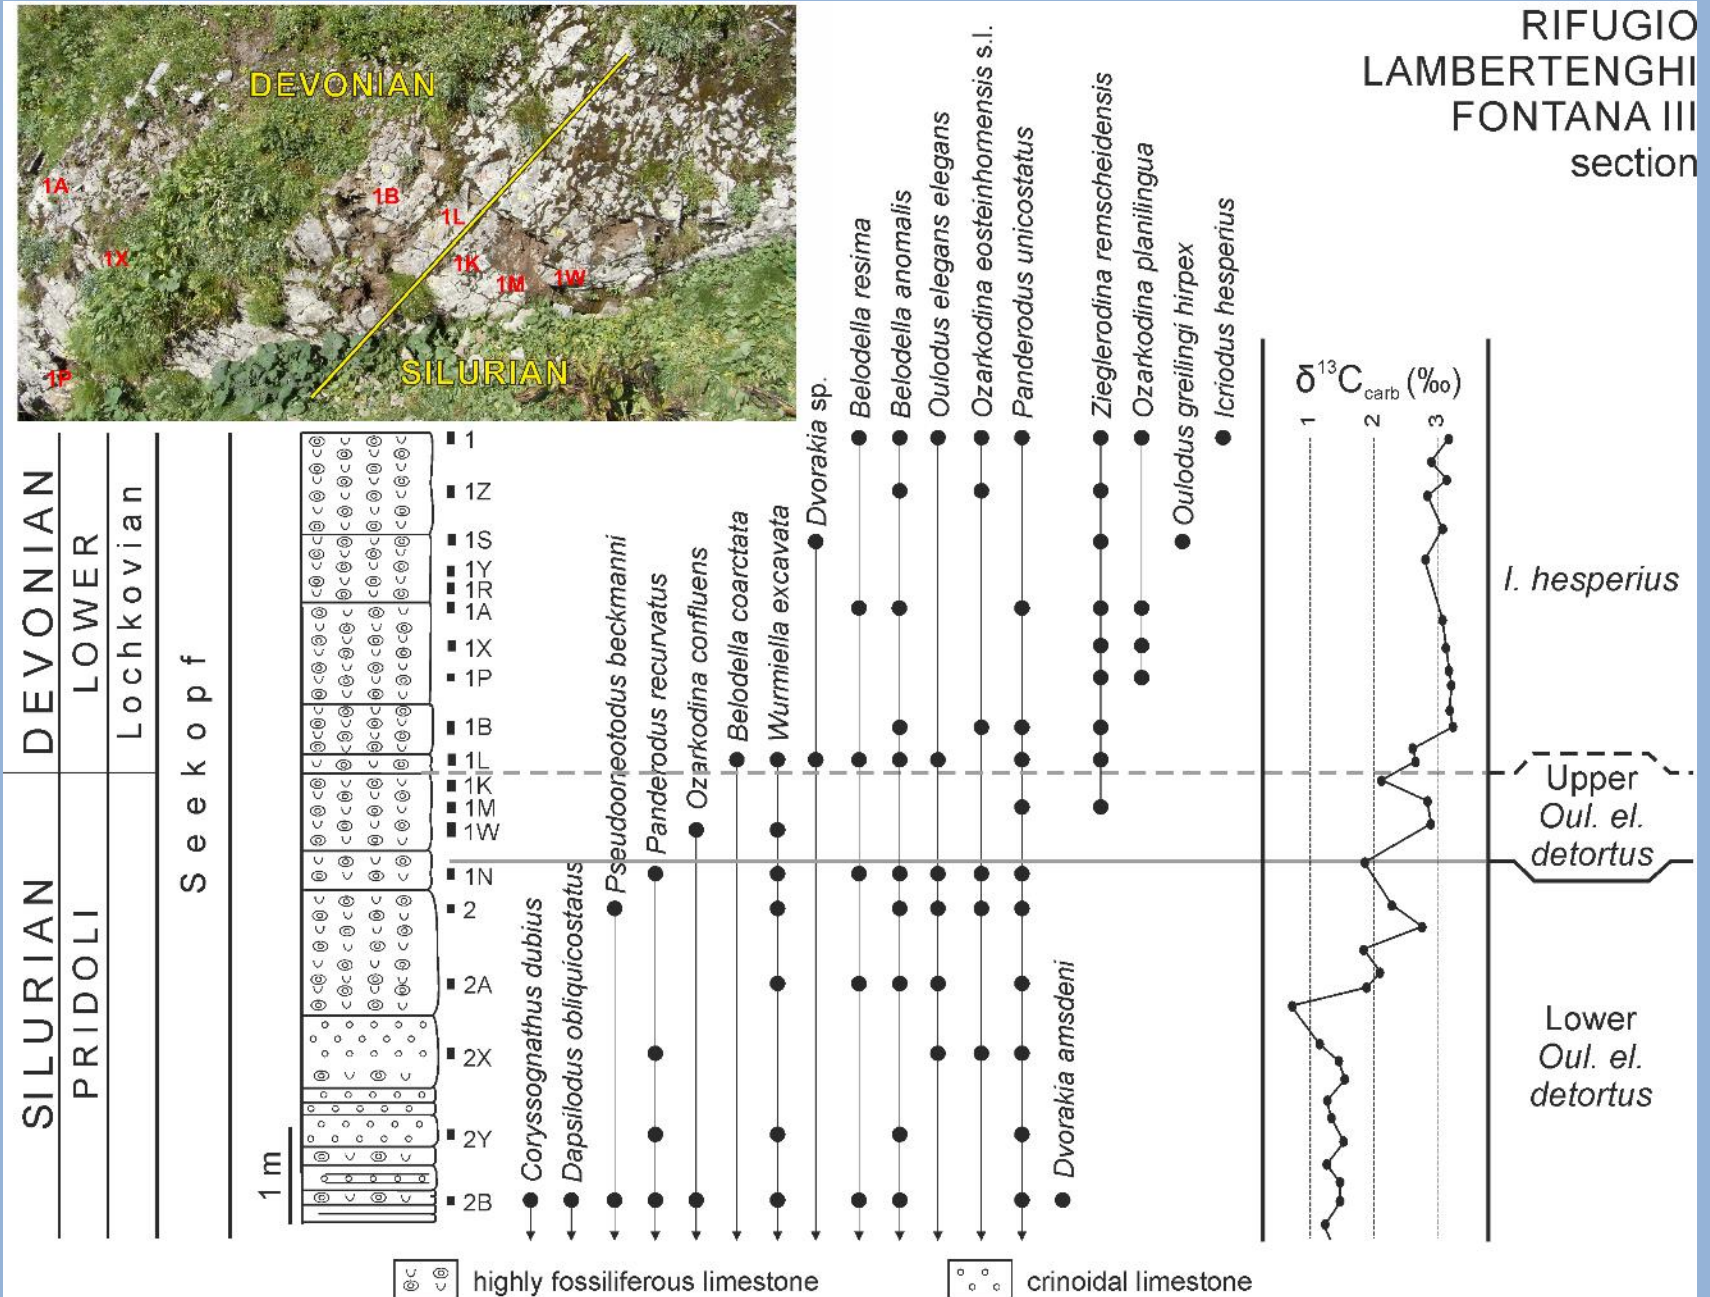 RIFUGIO
LAMBERTENGHI
FONTANA III
section
DEVONIAN
SILURIAN
1A
1B
1L
1X
1K
1M
1W
1P
DEVONIAN
LOWER
Lochkovian
SILURIAN
PRIDOLI
Seekopf
1 m
1
1Z
1S
1Y
1R
1A
1X
1P
1B
1L
1K
1M
1W
1N
2
2A
2X
2Y
2B
Coryssognathus dubius
Dapsilodus obliquicostatus
Pseudooneotodus beckmanni
Panderodus recurvatus
Ozarkodina confluens
Belodella coarctata
Wurmiella excavata
Dvorakia sp.
Belodella resima
Belodella anomalis
Oulodus elegans elegans
Ozarkodina eosteinhornensis s.l.
Panderodus unicostatus
Dvorakia amsdeni
Zieglerodina remscheidensis
Ozarkodina planilingua
Oulodus greilingi hirpex
Icriodus hesperius
δ13Ccarb (‰)
1
2
3
I. hesperius
Upper
Oul. el.
detortus
Lower
Oul. el.
detortus
highly fossiliferous limestone
crinoidal limestone